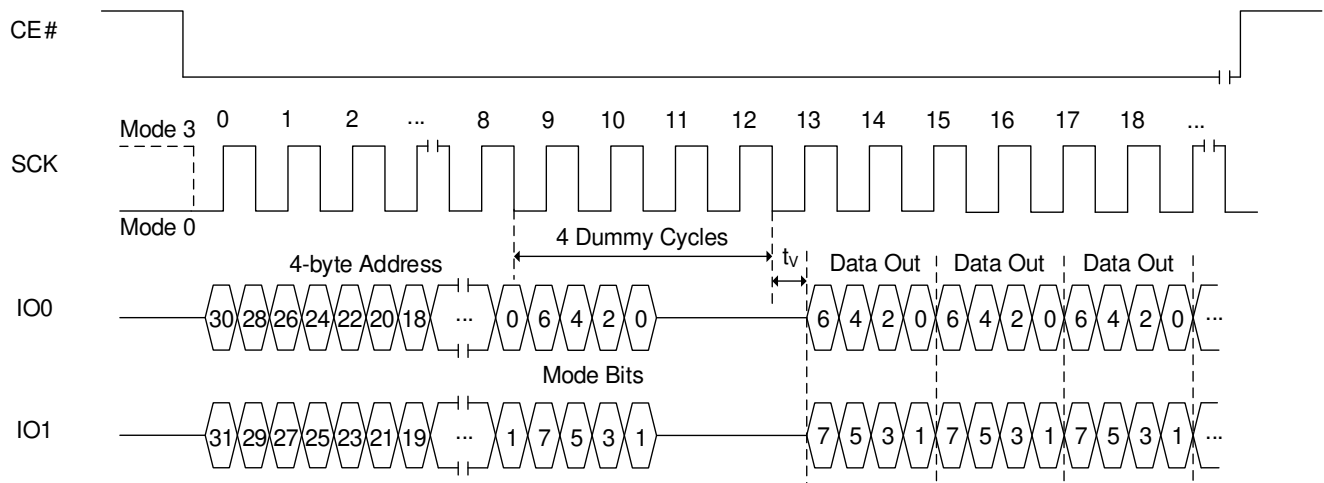 CE#
0 1 2 ... 8 9 10 11 12 13 14 15 16 17 18 ...
Mode 3
SCK
Mode 0
4 Dummy Cycles
4-byte Address tV Data Out Data Out Data Out
IO0 30 28 26 24 22 20 18 ... 0 6 4 2 0 6 4 2 0 6 4 2 0 6 4 2 0 ...
Mode Bits
IO1 31 29 27 25 23 21 19 ... 1 7 5 3 1 7 5 3 1 7 5 3 1 7 5 3 1 ...